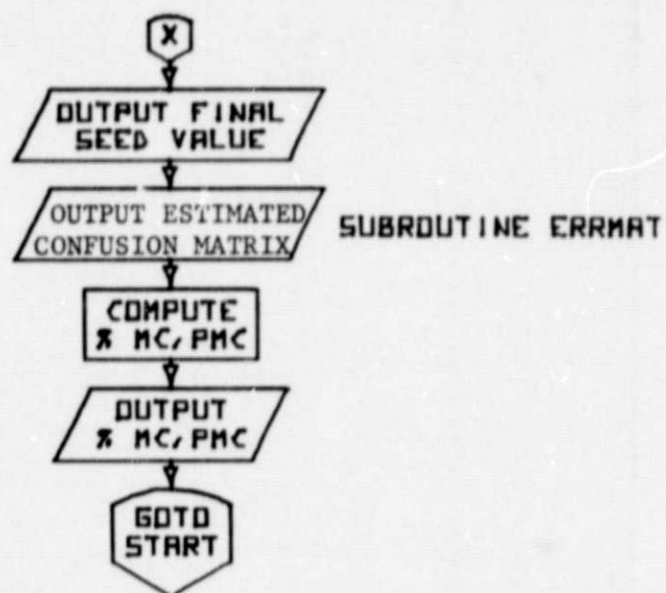 X
OUTPUT FINAL
SEED VALUE
OUTPUT ESTIMATED
CONFUSION MATRIX
SUBROUTINE ERRMAT
COMPUTE
% MC,PMC
OUTPUT
% MC,PMC
GOTO
START